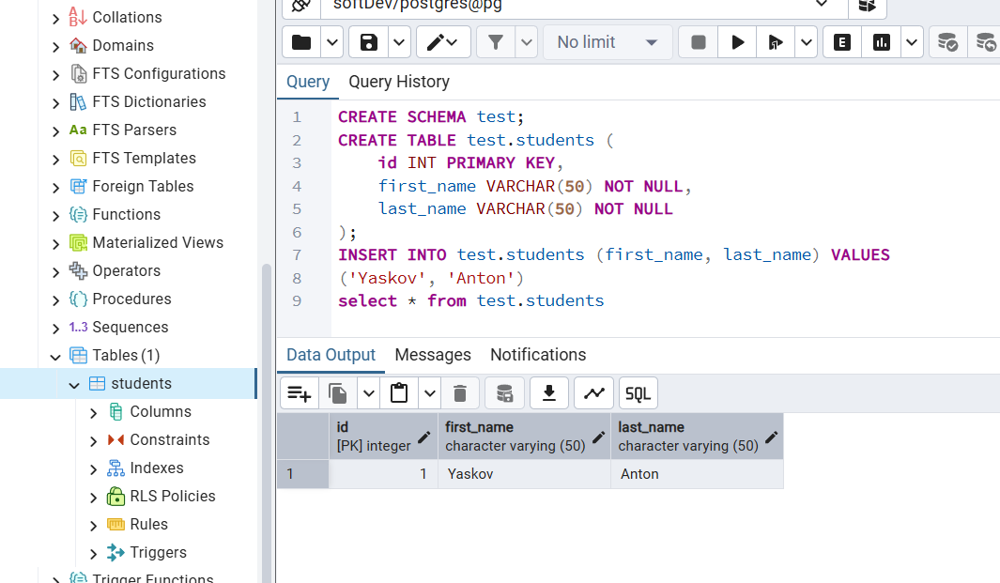 softDev/postgres@pg
Collations
Domains
FTS Configurations
FTS Dictionaries
Aa FTS Parsers
FTS Templates
Foreign Tables
Functions
Materialized Views
Operators
Procedures
1..3 Sequences
Tables (1)
students
Columns
Constraints
Indexes
RLS Policies
Rules
Triggers
Trigger Functions
No limit
E
Query Query History
1 CREATE SCHEMA test;
2 CREATE TABLE test.students (
3 id INT PRIMARY KEY,
4 first_name VARCHAR(50) NOT NULL,
5 last_name VARCHAR(50) NOT NULL
6 );
7 INSERT INTO test.students (first_name, last_name) VALUES
8 ('Yaskov', 'Anton')
9 select * from test.students
Data Output Messages Notifications
SQL
id first_name last_name
[PK] integer character varying (50) character varying (50)
1 1 Yaskov Anton